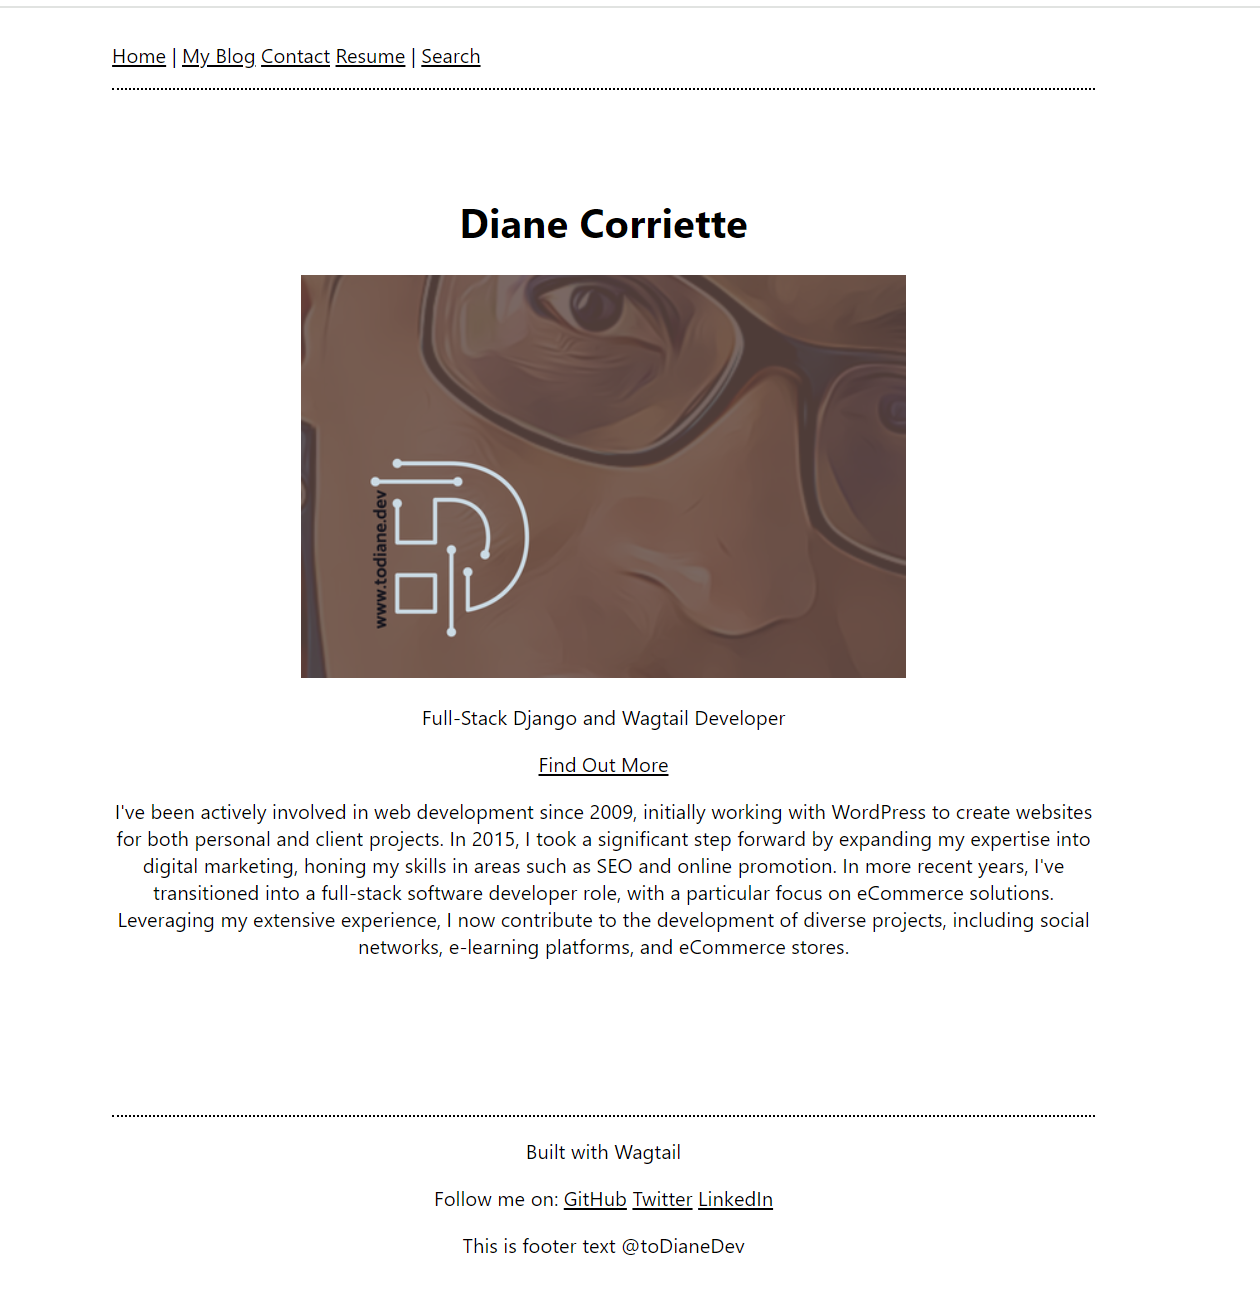 Home | My Blog Contact Resume | Search
Diane Corriette
www.todiane.dev
Full-Stack Django and Wagtail Developer
Find Out More
I've been actively involved in web development since 2009, initially working with WordPress to create websites
for both personal and client projects. In 2015, I took a significant step forward by expanding my expertise into
digital marketing, honing my skills in areas such as SEO and online promotion. In more recent years, I've
transitioned into a full-stack software developer role, with a particular focus on eCommerce solutions.
Leveraging my extensive experience, I now contribute to the development of diverse projects, including social
networks, e-learning platforms, and eCommerce stores.
Built with Wagtail
Follow me on: GitHub Twitter LinkedIn
This is footer text @toDianeDev